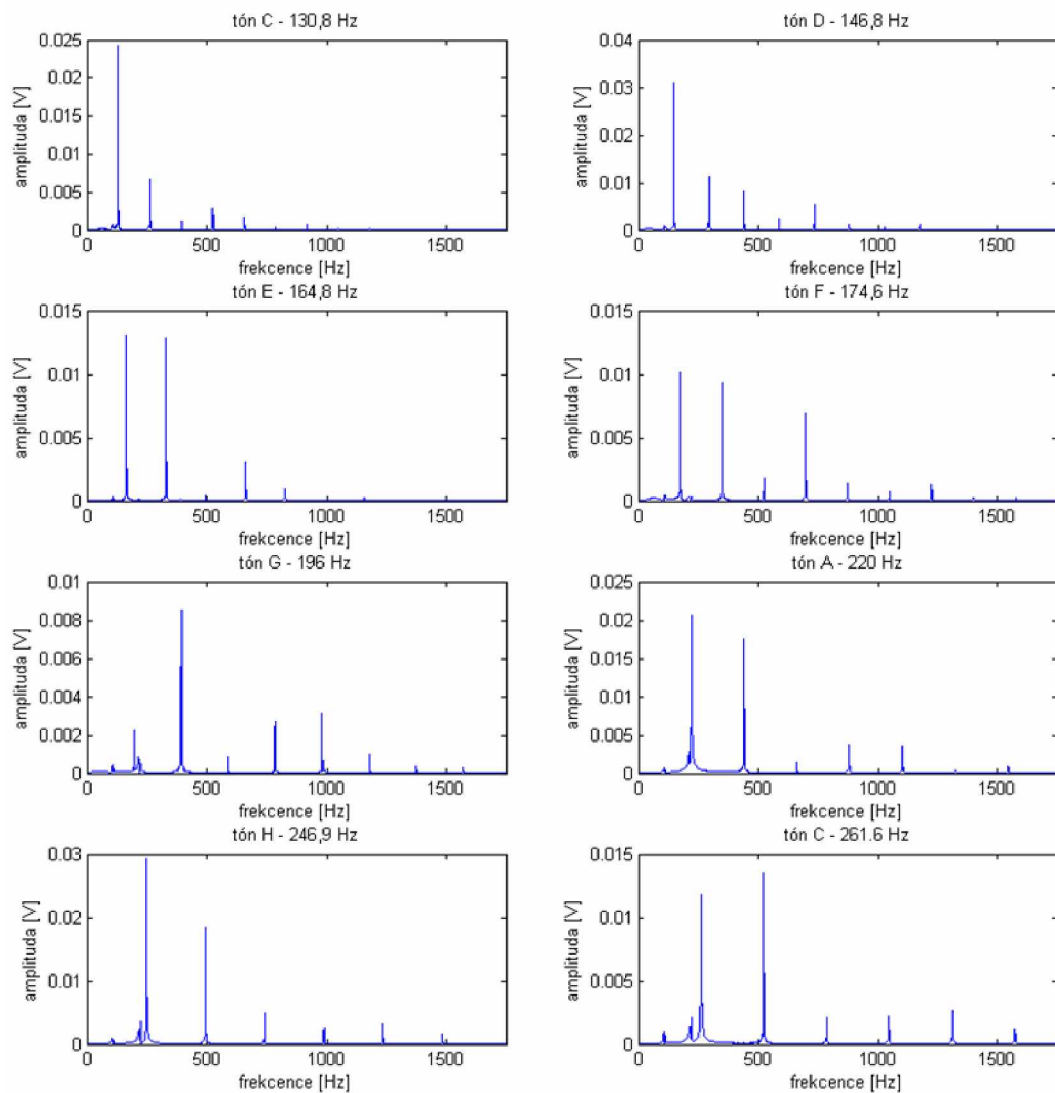 tón C - 130,8 Hz
0.025
0.02
0.015
0.01
0.005
0
amplituda [V]
0 500 1000 1500
frekcence [Hz]
tón D - 146,8 Hz
0.04
0.03
0.02
0.01
0
amplituda [V]
0 500 1000 1500
frekcence [Hz]
tón E - 164,8 Hz
0.015
0.01
0.005
0
amplituda [V]
0 500 1000 1500
frekcence [Hz]
tón F - 174,6 Hz
0.015
0.01
0.005
0
amplituda [V]
0 500 1000 1500
frekcence [Hz]
tón G - 196 Hz
0.01
0.008
0.006
0.004
0.002
0
amplituda [V]
0 500 1000 1500
frekcence [Hz]
tón A - 220 Hz
0.025
0.02
0.015
0.01
0.005
0
amplituda [V]
0 500 1000 1500
frekcence [Hz]
tón H - 246,9 Hz
0.03
0.02
0.01
0
amplituda [V]
0 500 1000 1500
frekcence [Hz]
tón C - 261.6 Hz
0.015
0.01
0.005
0
amplituda [V]
0 500 1000 1500
frekcence [Hz]